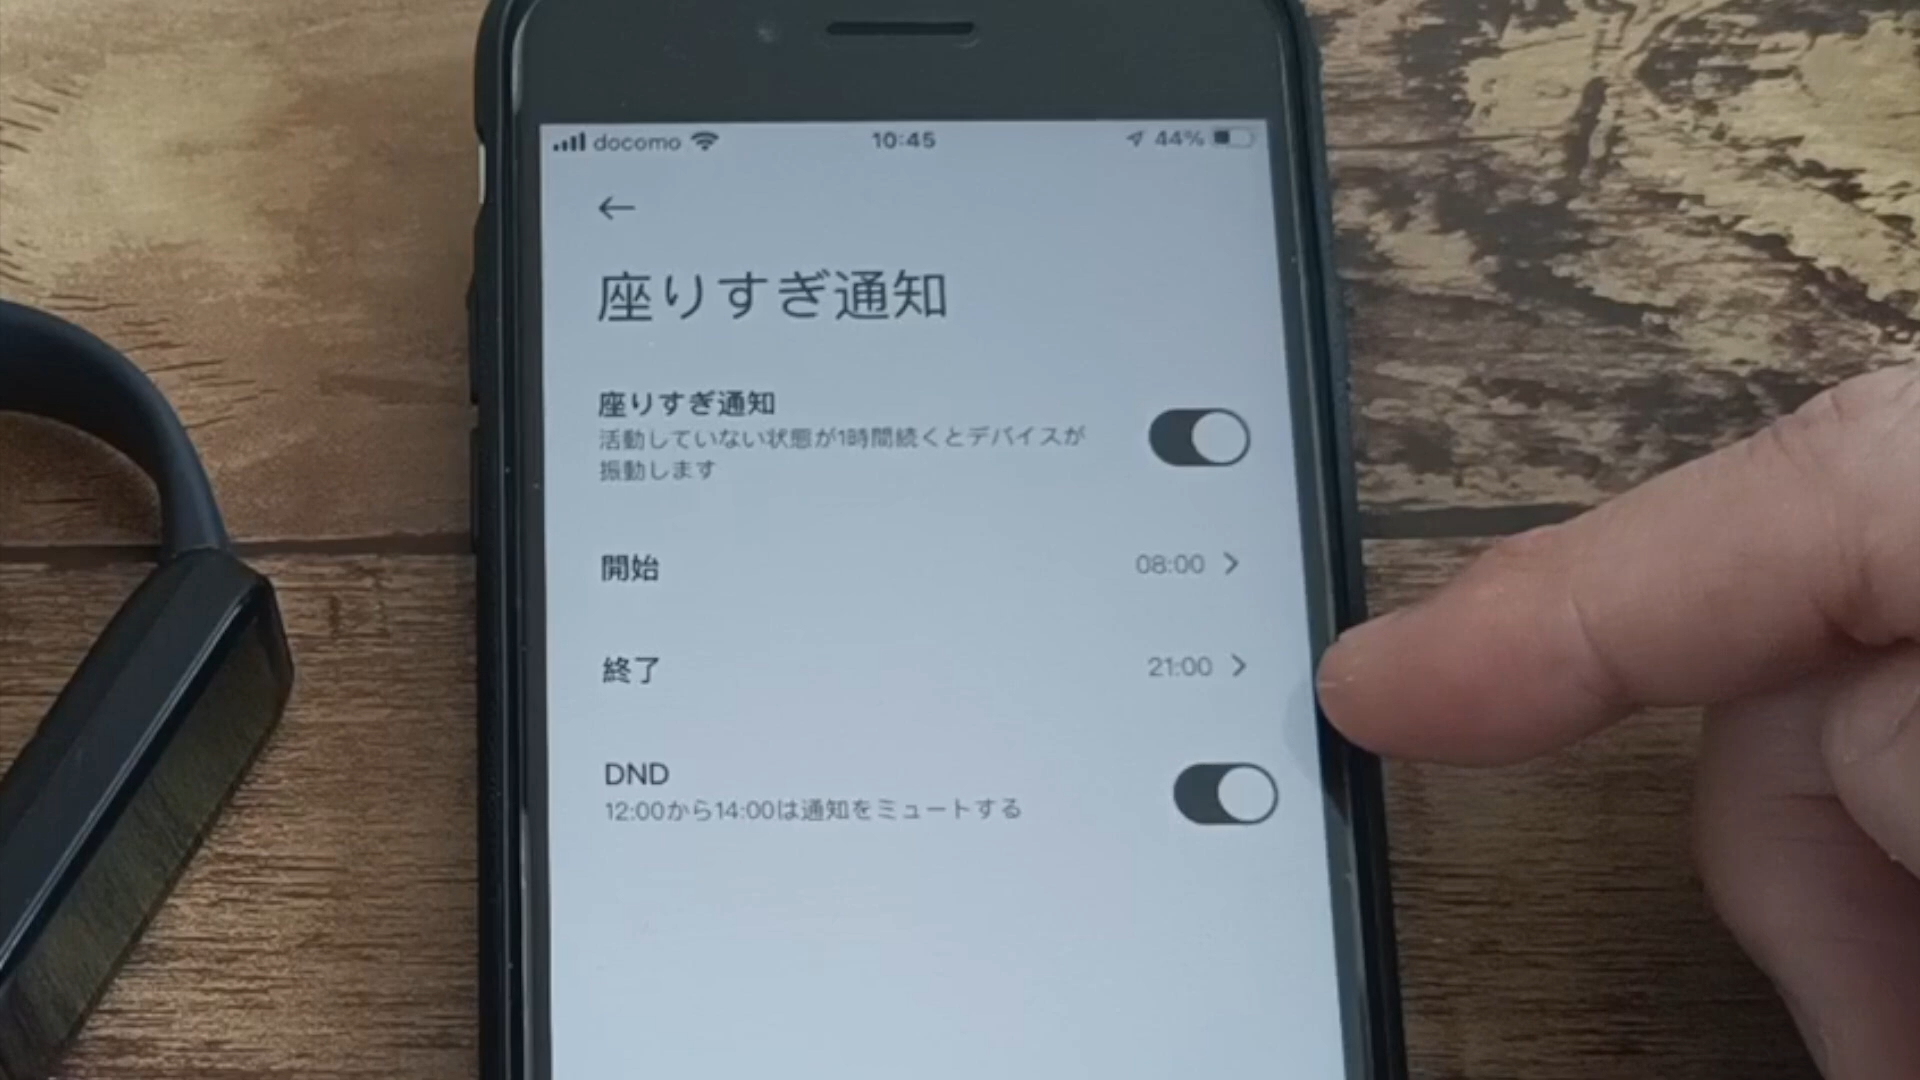 docomo 10:45 44%
座りすぎ通知
座りすぎ通知
活動していない状態が1時間続くとデバイスが
振動します
開始 08:00
終了 21:00
DND
12:00から14:00は通知をミュートする